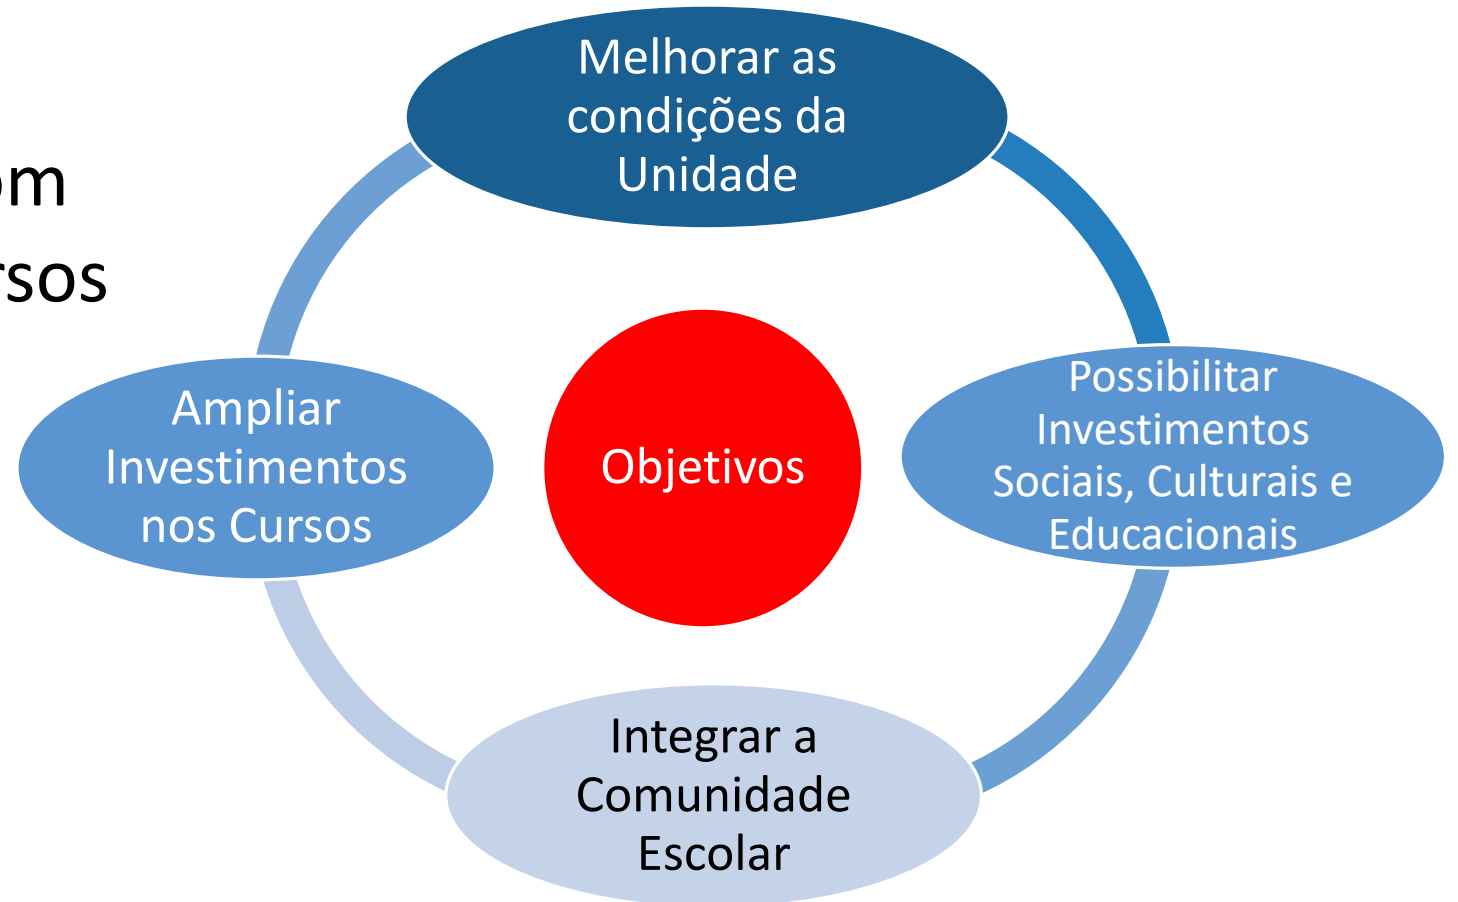 Melhorar as
condições da
Unidade
Possibilitar
Investimentos
Sociais, Culturais e
Educacionais
Integrar a
Comunidade
Escolar
Ampliar
Investimentos
nos Cursos
Objetivos